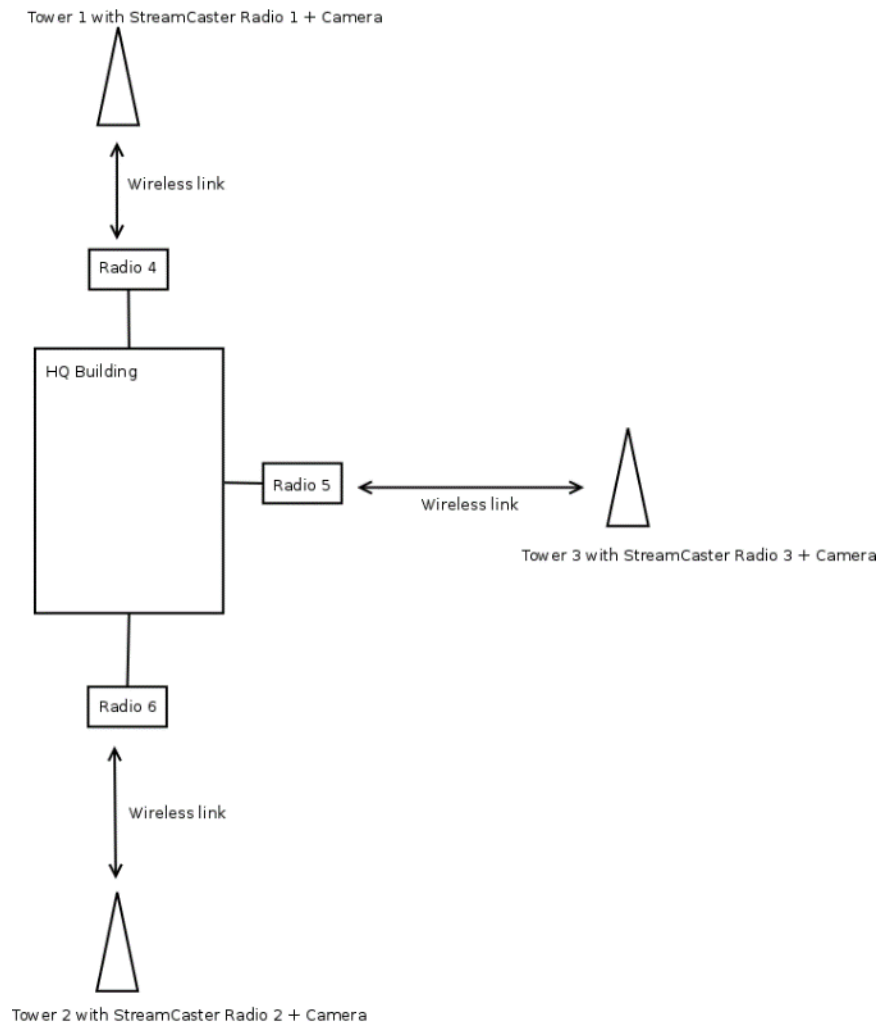 Tower 1 with StreamCaster Radio 1 + Camera
Wireless link
Radio 4
HQ Building
Radio 5
Wireless link
Tower 3 with StreamCaster Radio 3 + Camera
Radio 6
Wireless link
Tower 2 with StreamCaster Radio 2 + Camera